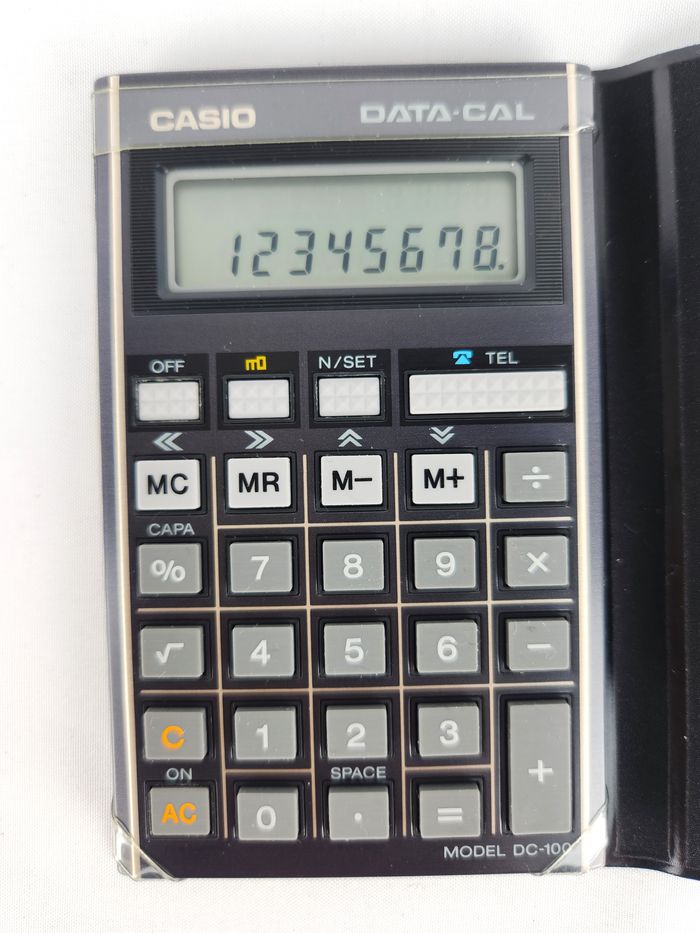 CASIO DATA-CAL
12345678.
OFF N/SET TEL
« » ︽ ︾
MC MR M− M+ ÷
CAPA
% 7 8 9 ×
√ 4 5 6 −
C 1 2 3 +
ON SPACE
AC 0 . =
MODEL DC-100